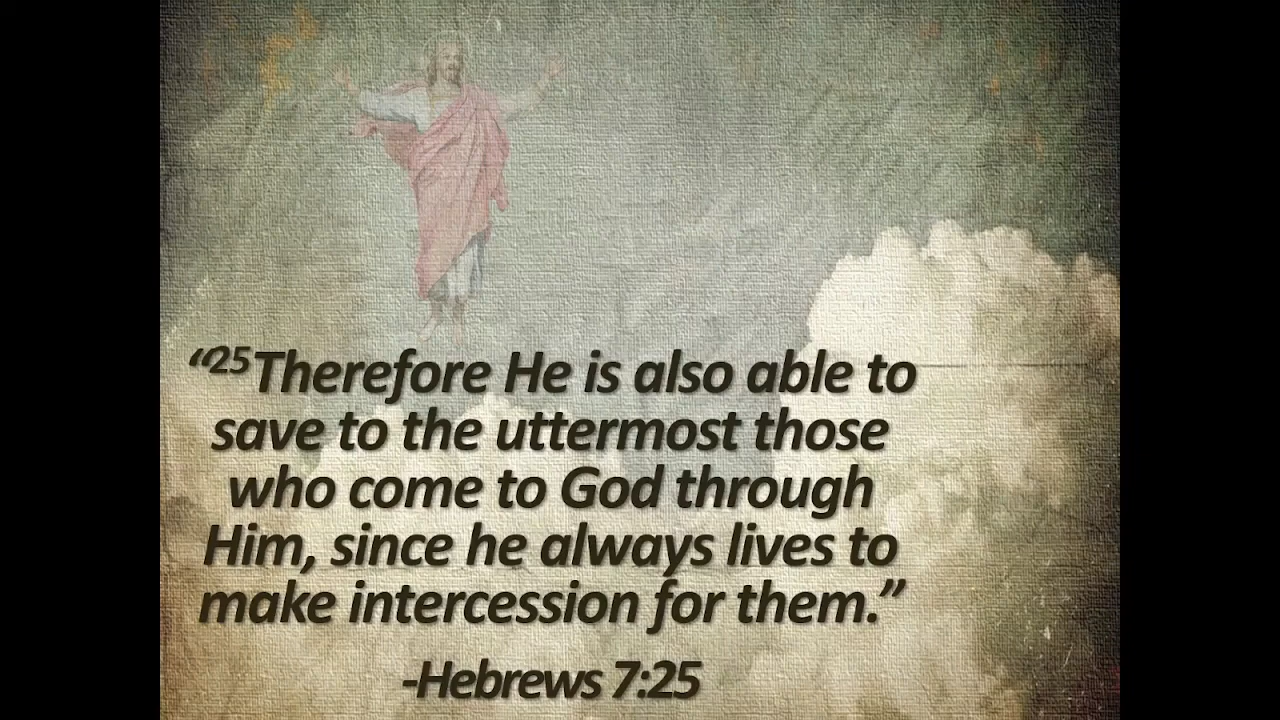 “²⁵Therefore He is also able to
save to the uttermost those
who come to God through
Him, since he always lives to
make intercession for them.”
-Hebrews 7:25